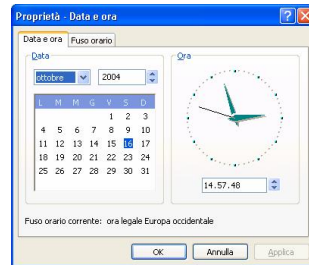 Proprietà - Data e ora
Data e ora Fuso orario
Data
ottobre 2004
L M M G V S D
1 2 3
4 5 6 7 8 9 10
11 12 13 14 15 16 17
18 19 20 21 22 23 24
25 26 27 28 29 30 31
Ora
14.57.48
Fuso orario corrente: ora legale Europa occidentale
OK Annulla Applica